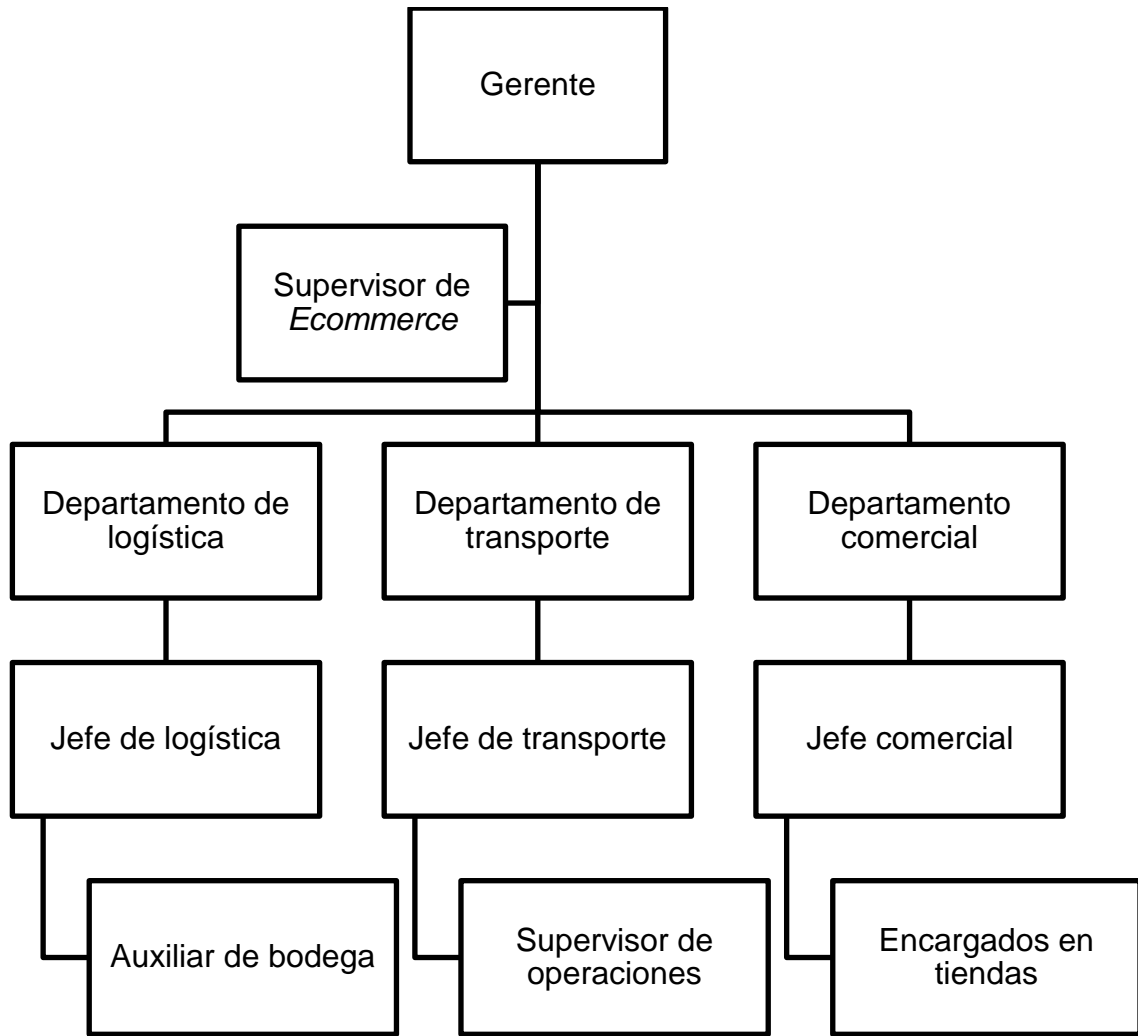 Gerente
Supervisor de
Ecommerce
Departamento de
logística
Departamento de
transporte
Departamento
comercial
Jefe de logística
Jefe de transporte
Jefe comercial
Auxiliar de bodega
Supervisor de
operaciones
Encargados en
tiendas